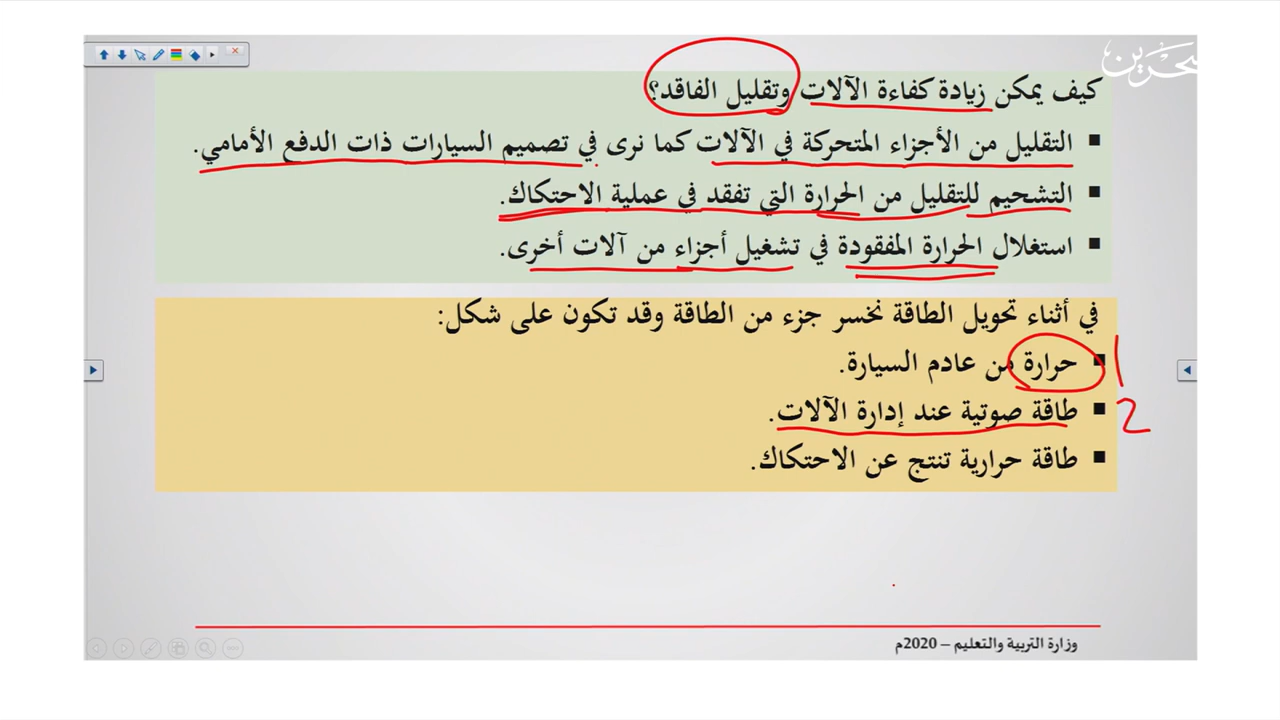 البحرين
كيف يمكن زيادة كفاءة الآلات وتقليل الفاقد؟
▪ التقليل من الأجزاء المتحركة في الآلات كما نرى في تصميم السيارات ذات الدفع الأمامي.
▪ التشحيم للتقليل من الحرارة التي تفقد في عملية الاحتكاك.
▪ استغلال الحرارة المفقودة في تشغيل أجزاء من آلات أخرى.
في أثناء تحويل الطاقة نخسر جزء من الطاقة وقد تكون على شكل:
▪ حرارة من عادم السيارة. 1
▪ طاقة صوتية عند إدارة الآلات. 2
▪ طاقة حرارية تنتج عن الاحتكاك.
وزارة التربية والتعليم – 2020م